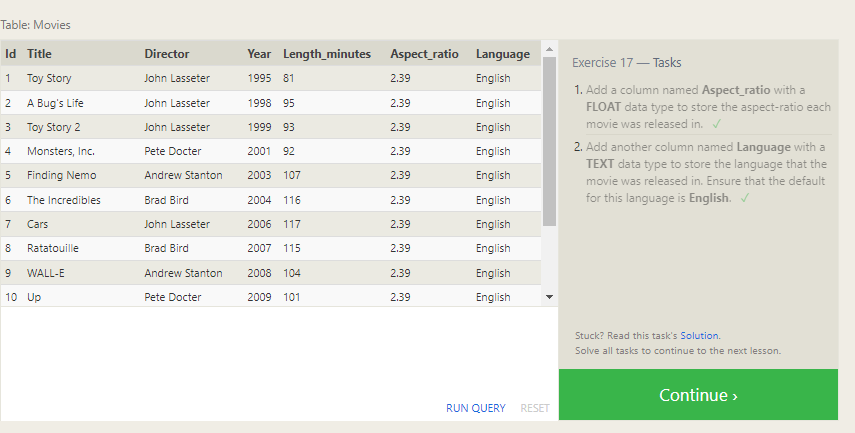 Table: Movies
Id Title Director Year Length_minutes Aspect_ratio Language
1 Toy Story John Lasseter 1995 81 2.39 English
2 A Bug's Life John Lasseter 1998 95 2.39 English
3 Toy Story 2 John Lasseter 1999 93 2.39 English
4 Monsters, Inc. Pete Docter 2001 92 2.39 English
5 Finding Nemo Andrew Stanton 2003 107 2.39 English
6 The Incredibles Brad Bird 2004 116 2.39 English
7 Cars John Lasseter 2006 117 2.39 English
8 Ratatouille Brad Bird 2007 115 2.39 English
9 WALL-E Andrew Stanton 2008 104 2.39 English
10 Up Pete Docter 2009 101 2.39 English
RUN QUERY RESET
Exercise 17 — Tasks
1. Add a column named Aspect_ratio with a
FLOAT data type to store the aspect-ratio each
movie was released in. ✓
2. Add another column named Language with a
TEXT data type to store the language that the
movie was released in. Ensure that the default
for this language is English. ✓
Stuck? Read this task's Solution.
Solve all tasks to continue to the next lesson.
Continue ›